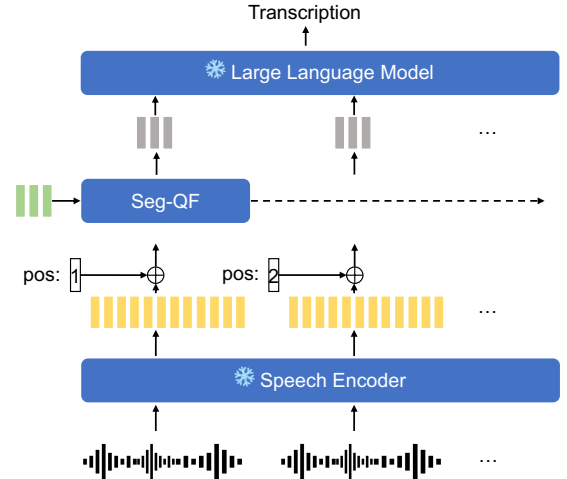 Transcription
Large Language Model
...
Seg-QF
pos: 1
pos: 2
...
Speech Encoder
...